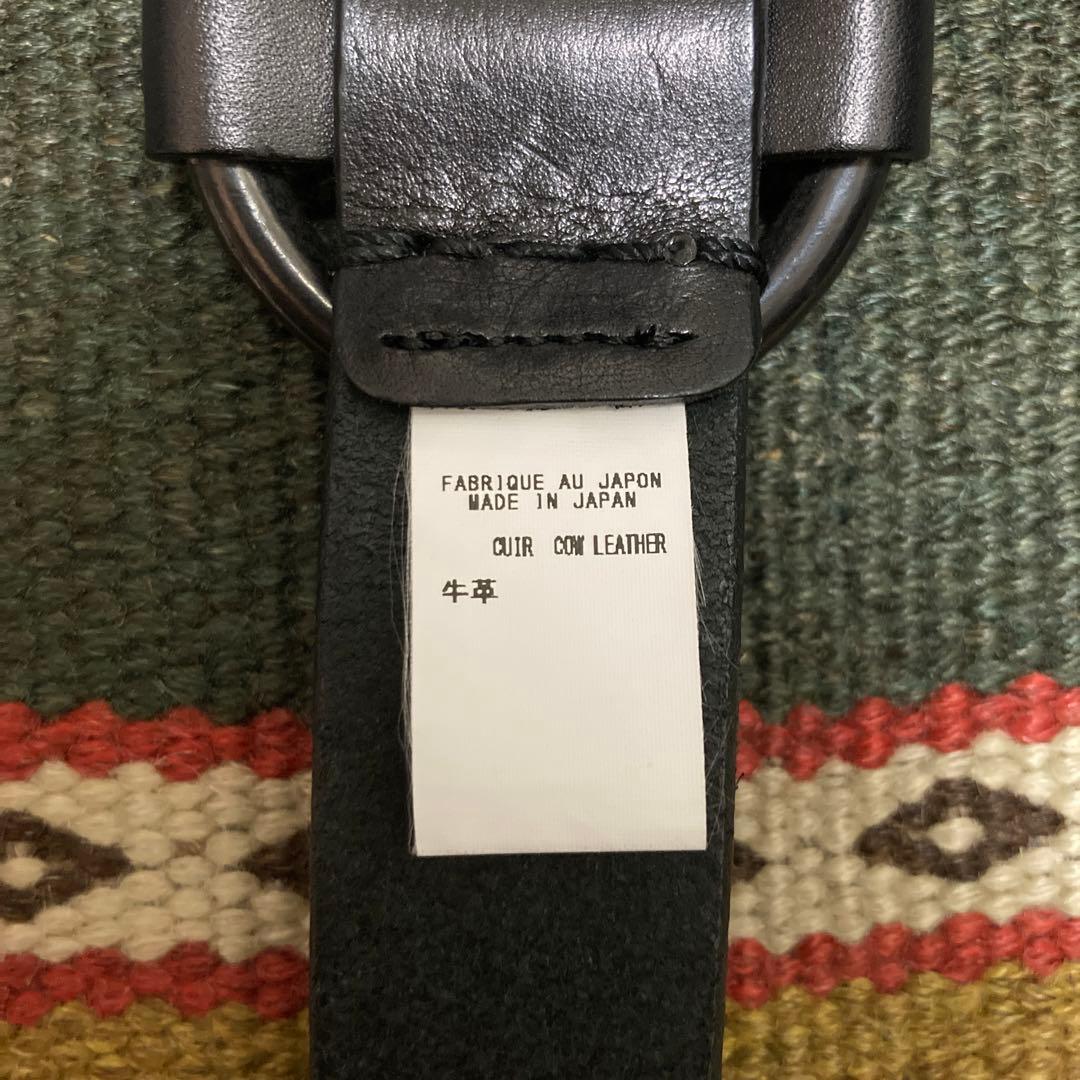 FABRIQUE AU JAPON
MADE IN JAPAN
CUIR COW LEATHER
牛革